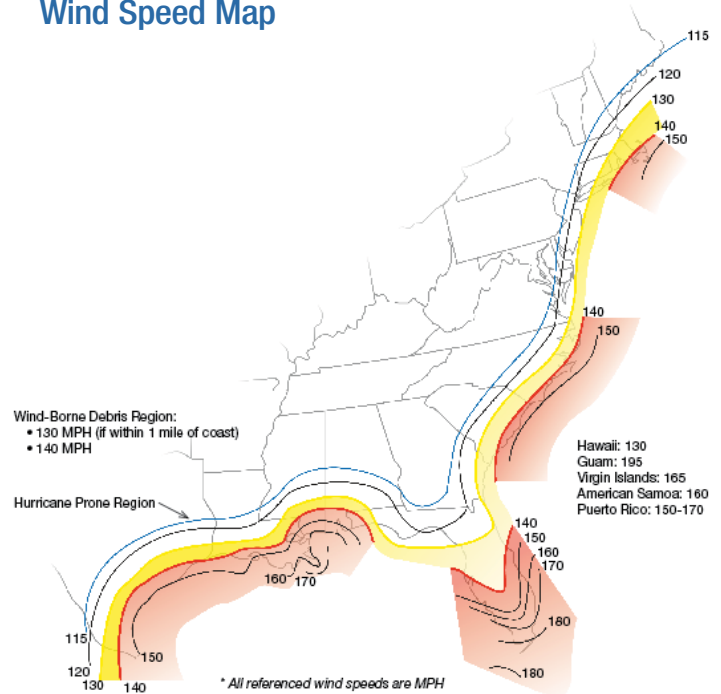 Wind Speed Map
115
120
130
140
150
140
150
Wind-Borne Debris Region:
• 130 MPH (if within 1 mile of coast)
• 140 MPH
Hawaii: 130
Guam: 195
Virgin Islands: 165
American Samoa: 160
Puerto Rico: 150-170
Hurricane Prone Region
140
150
160
170
160
170
180
115
150
120
130
140
180
* All referenced wind speeds are MPH